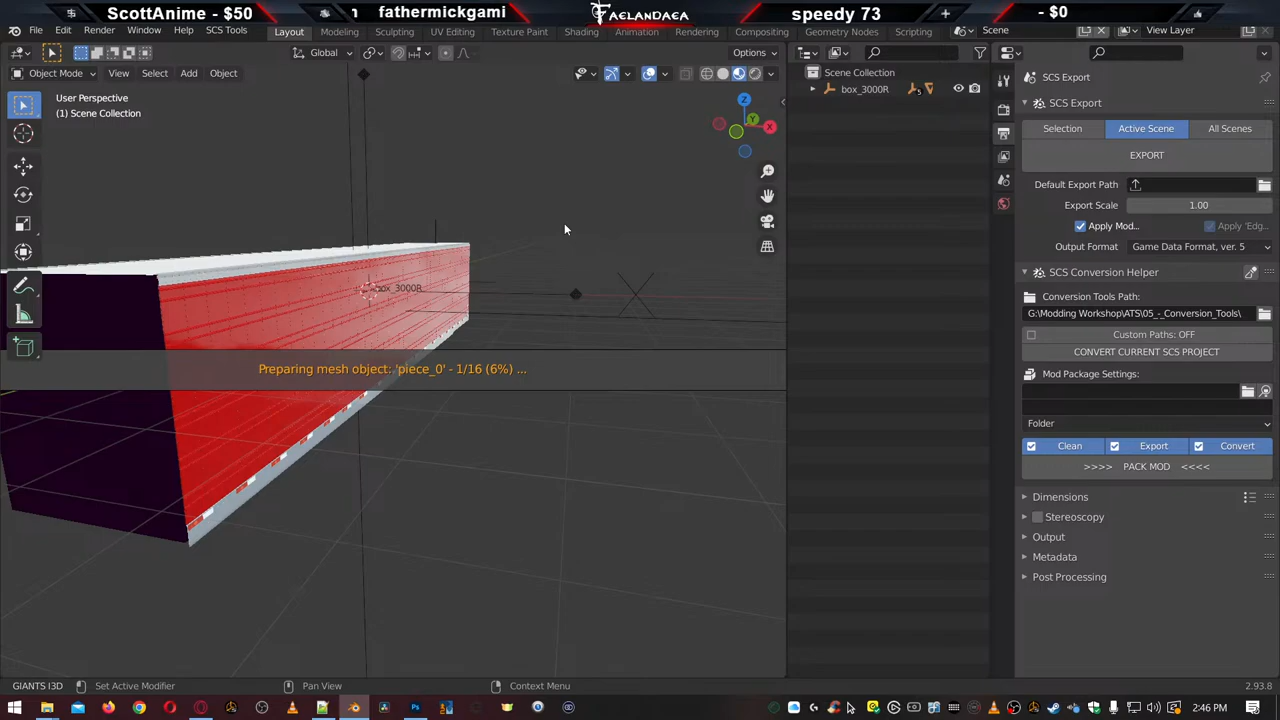 ScottAnime - $50
fathermickgami
FAELANDAEA
speedy 73
- $0
File Edit Render Window Help SCS Tools
Layout Modeling Sculpting UV Editing Texture Paint Shading Animation Rendering Compositing Geometry Nodes Scripting
Scene
View Layer
Global
Options
Object Mode View Select Add Object
User Perspective
(1) Scene Collection
Z
Y
X
box_3000R
Preparing mesh object: 'piece_0' - 1/16 (6%) ...
Scene Collection
box_3000R
5
SCS Export
SCS Export
Selection Active Scene All Scenes
EXPORT
Default Export Path
Export Scale 1.00
Apply Mod... Apply 'Edg...
Output Format Game Data Format, ver. 5
SCS Conversion Helper
Conversion Tools Path:
G:\Modding Workshop\ATS\05_-_Conversion_Tools\
Custom Paths: OFF
CONVERT CURRENT SCS PROJECT
Mod Package Settings:
Folder
Clean Export Convert
>>>> PACK MOD <<<<
Dimensions
Stereoscopy
Output
Metadata
Post Processing
GIANTS I3D Set Active Modifier Pan View Context Menu 2.93.8
2:46 PM